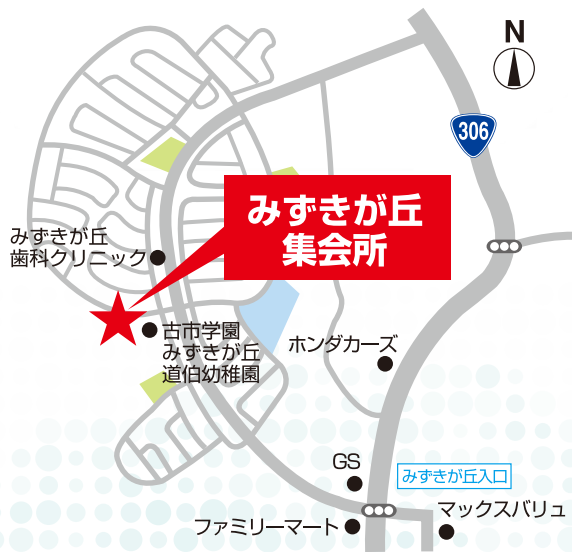 N
306
みずきが丘
集会所
みずきが丘
歯科クリニック
古市学園
みずきが丘
道伯幼稚園
ホンダカーズ
GS
みずきが丘入口
マックスバリュ
ファミリーマート